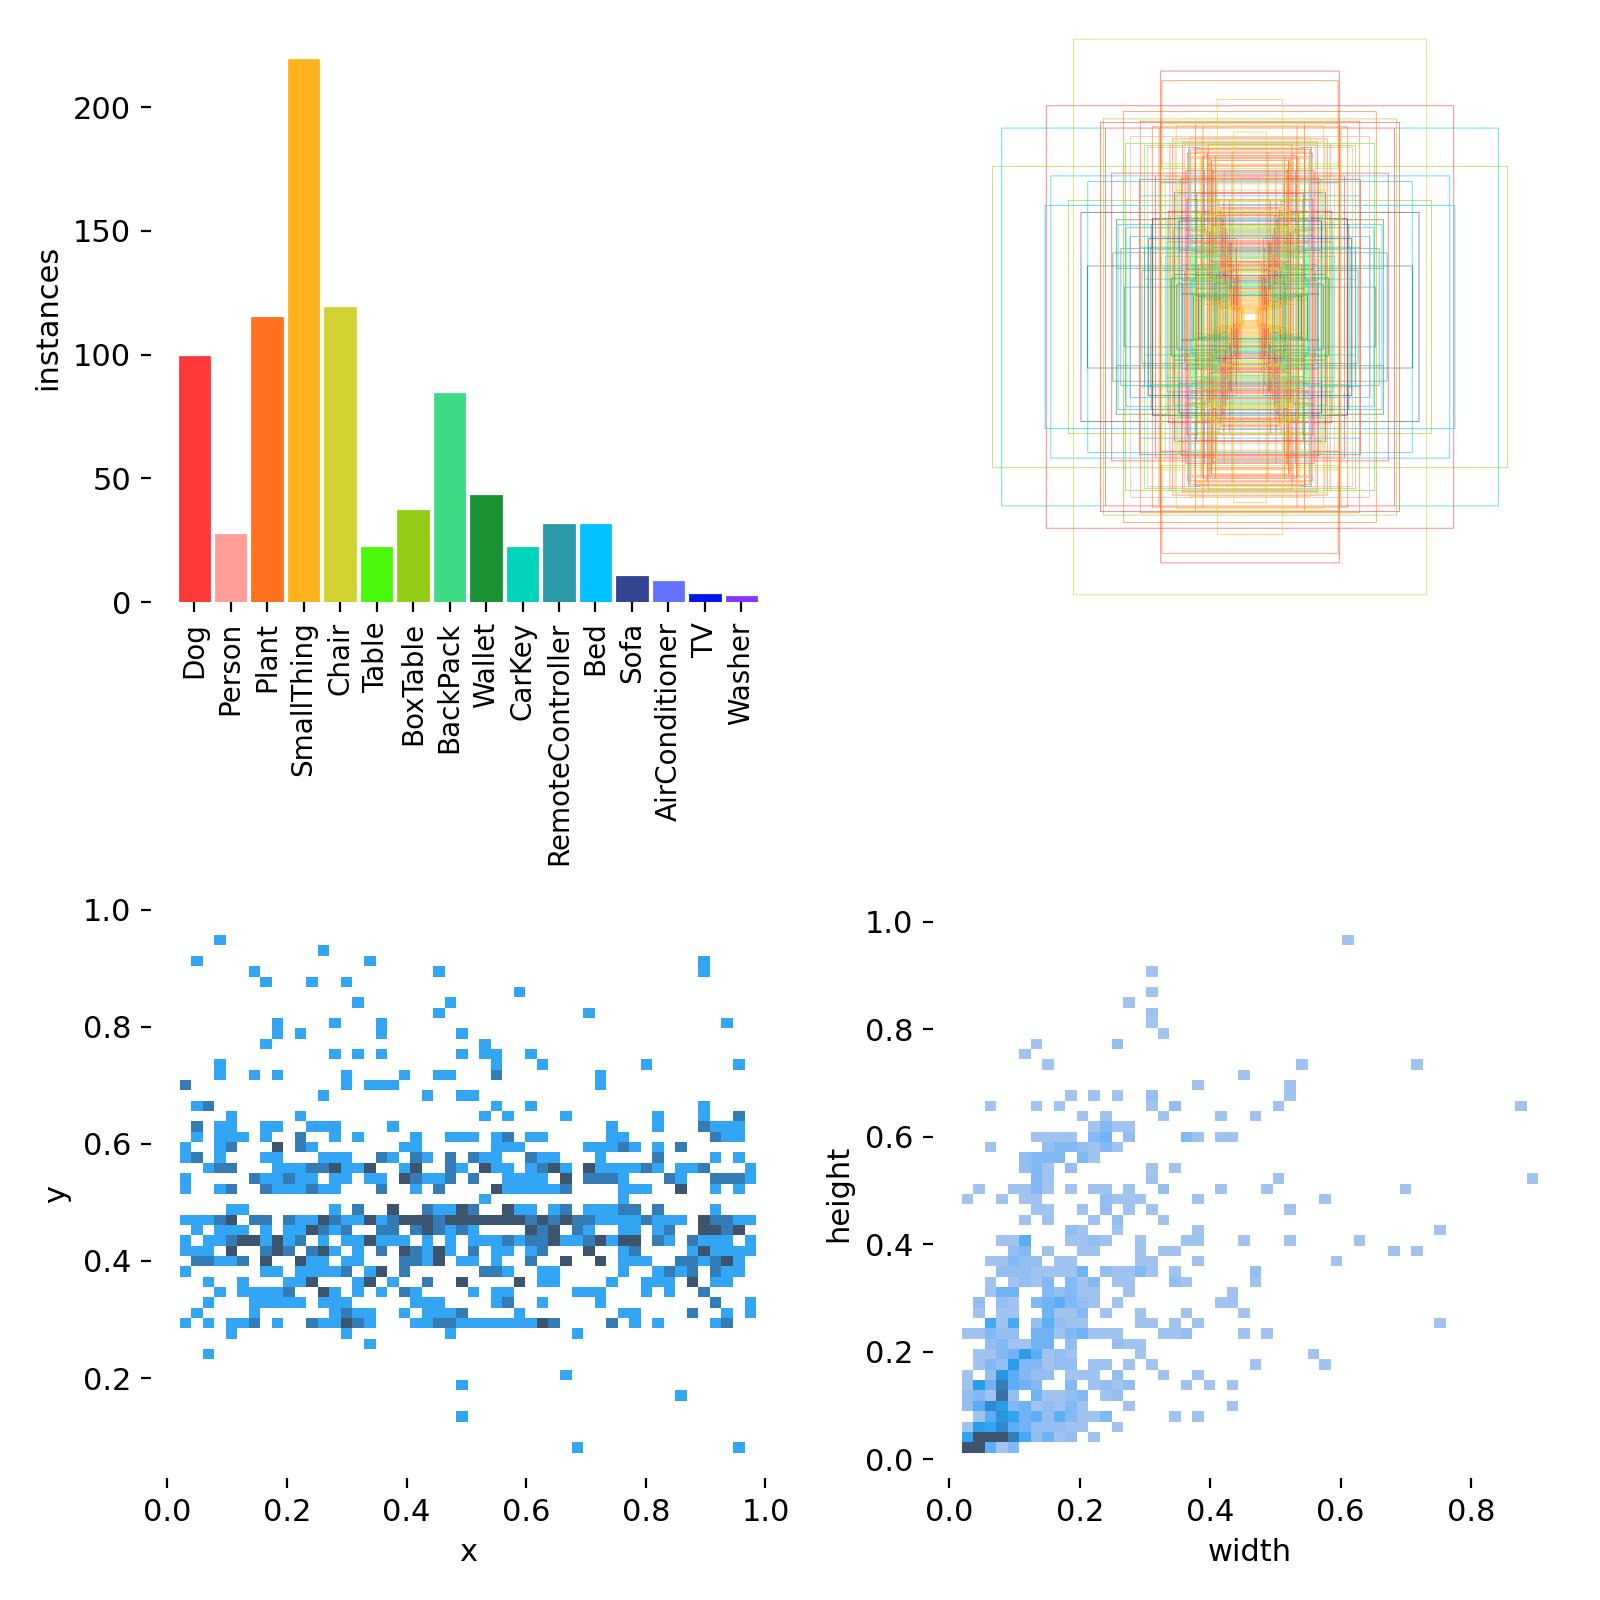 instances
200
150
100
50
0
Dog
Person
Plant
SmallThing
Chair
Table
BoxTable
BackPack
Wallet
CarKey
RemoteController
Bed
Sofa
AirConditioner
TV
Washer
y
1.0
0.8
0.6
0.4
0.2
0.0 0.2 0.4 0.6 0.8 1.0
x
height
1.0
0.8
0.6
0.4
0.2
0.0
0.0 0.2 0.4 0.6 0.8
width